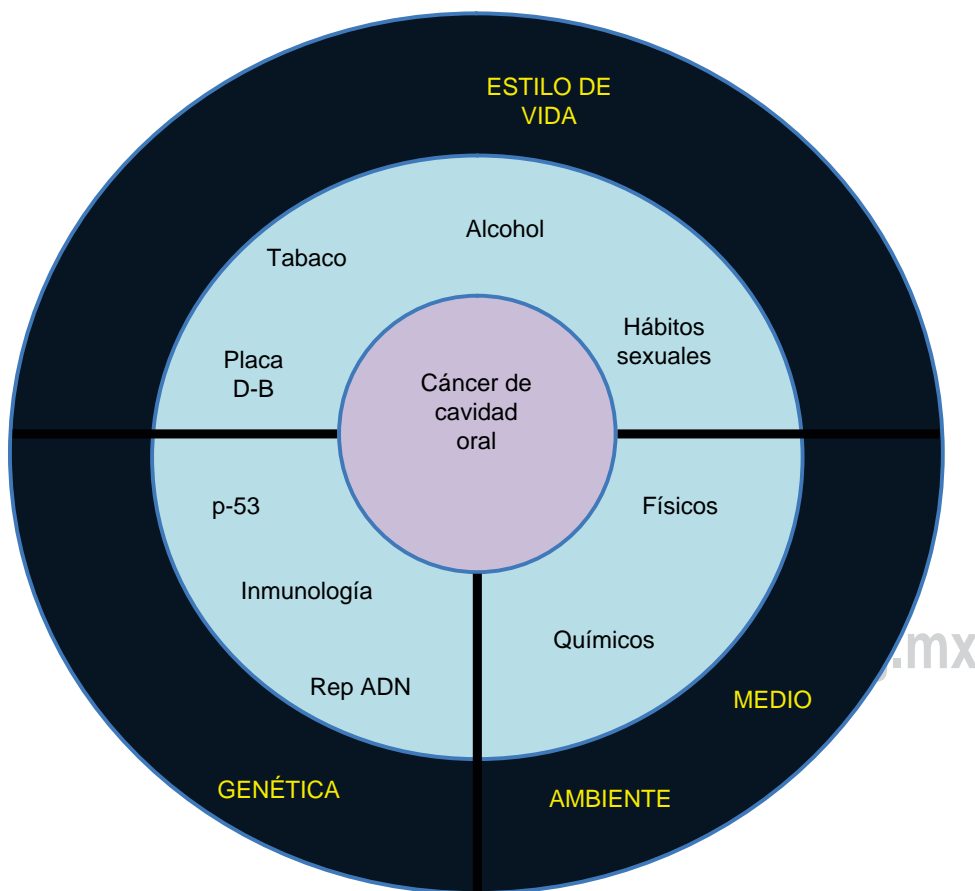 ESTILO DE
VIDA
Alcohol
Tabaco
Hábitos
sexuales
Placa
D-B
Cáncer de
cavidad
oral
p-53
Físicos
Inmunología
Químicos
Rep ADN
.mx
MEDIO
GENÉTICA
AMBIENTE